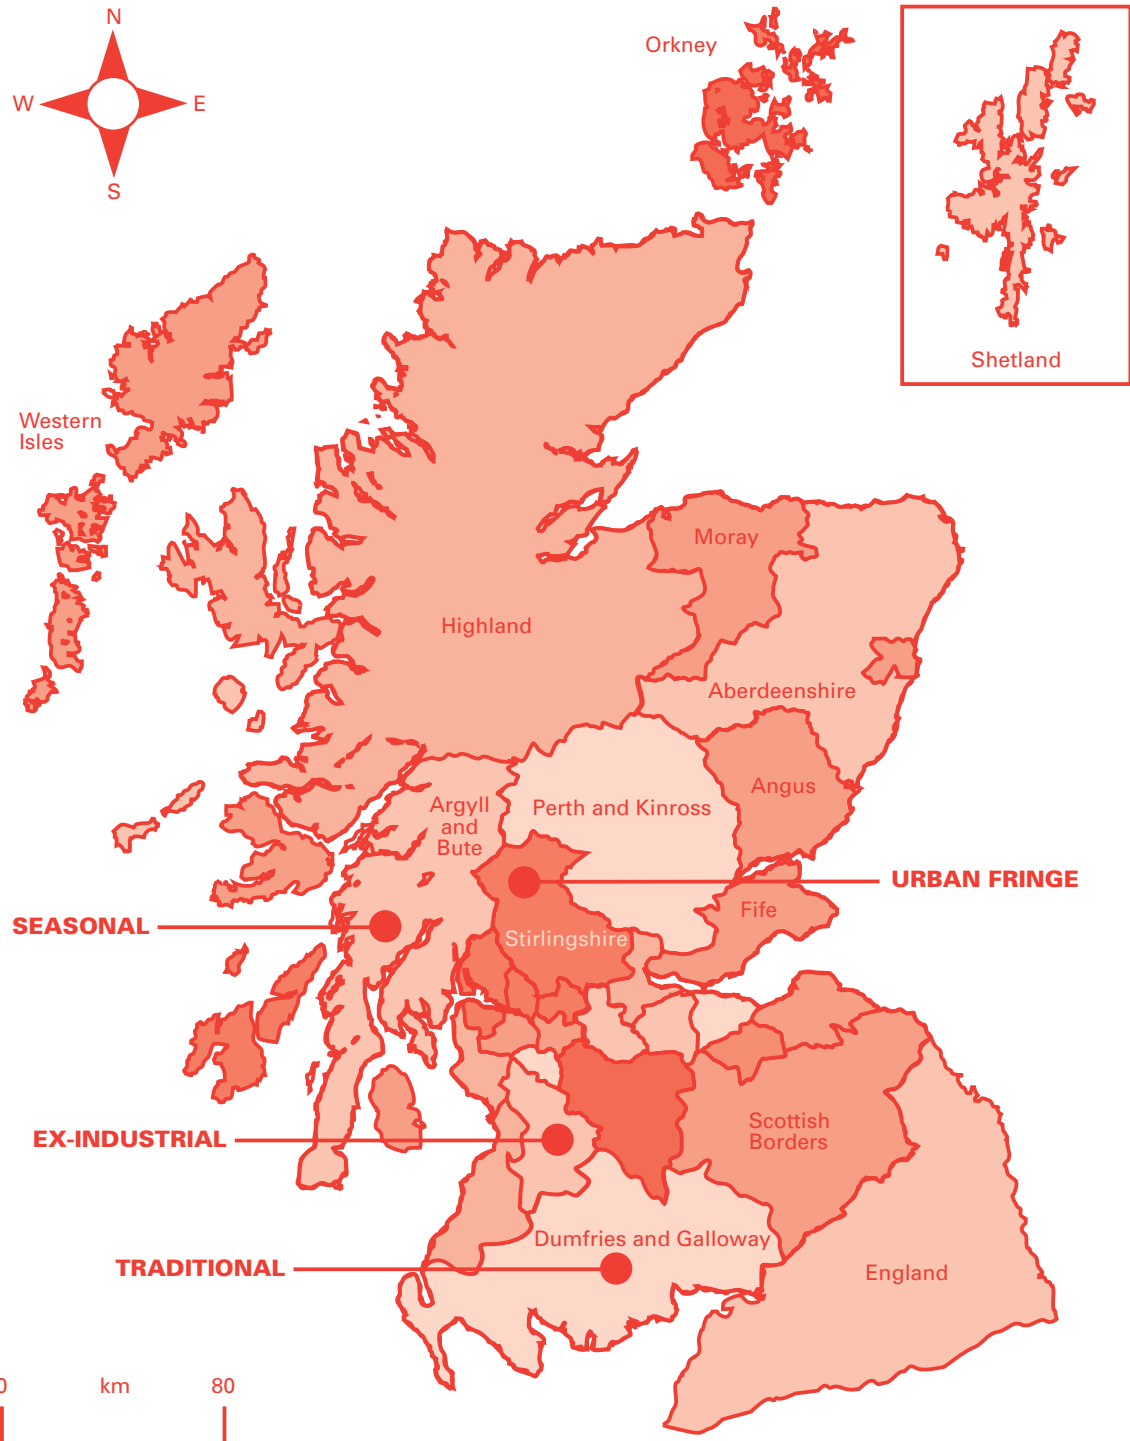 N
Orkney
W
E
S
Shetland
Western
Isles
Moray
Highland
Aberdeenshire
Angus
Argyll
and
Bute
Perth and Kinross
URBAN FRINGE
Fife
SEASONAL
Stirlingshire
Scottish
Borders
EX-INDUSTRIAL
Dumfries and Galloway
TRADITIONAL
England
0 km 80